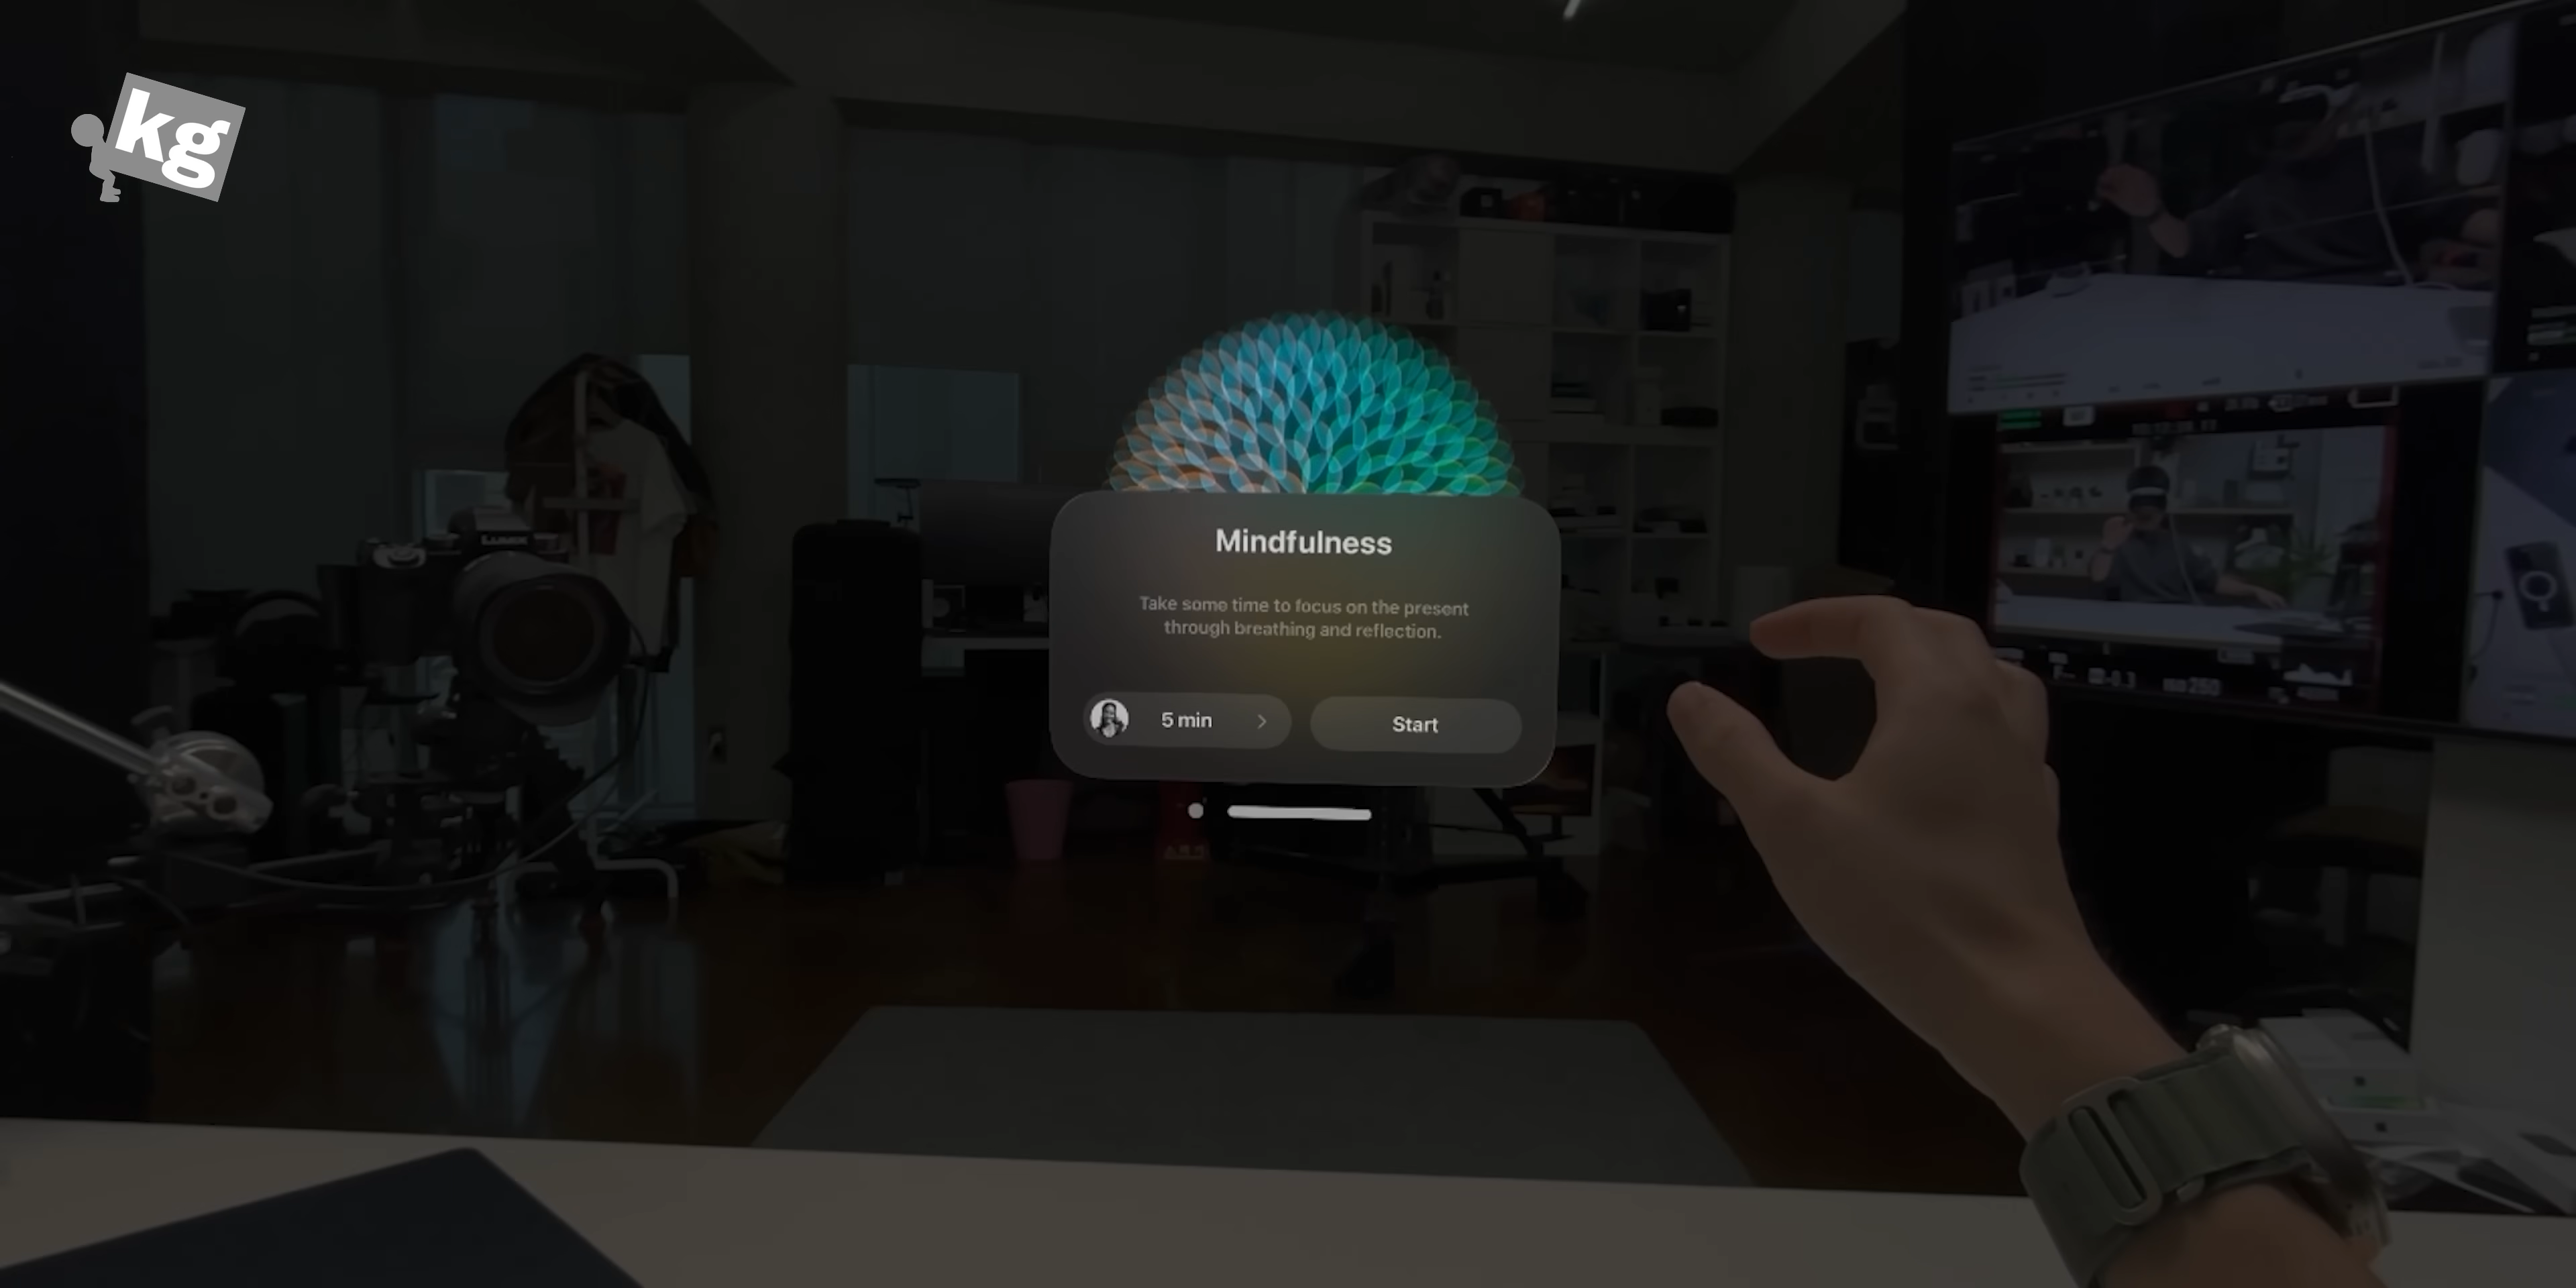 kg
LUMIX
Mindfulness
Take some time to focus on the present
through breathing and reflection.
5 min
Start